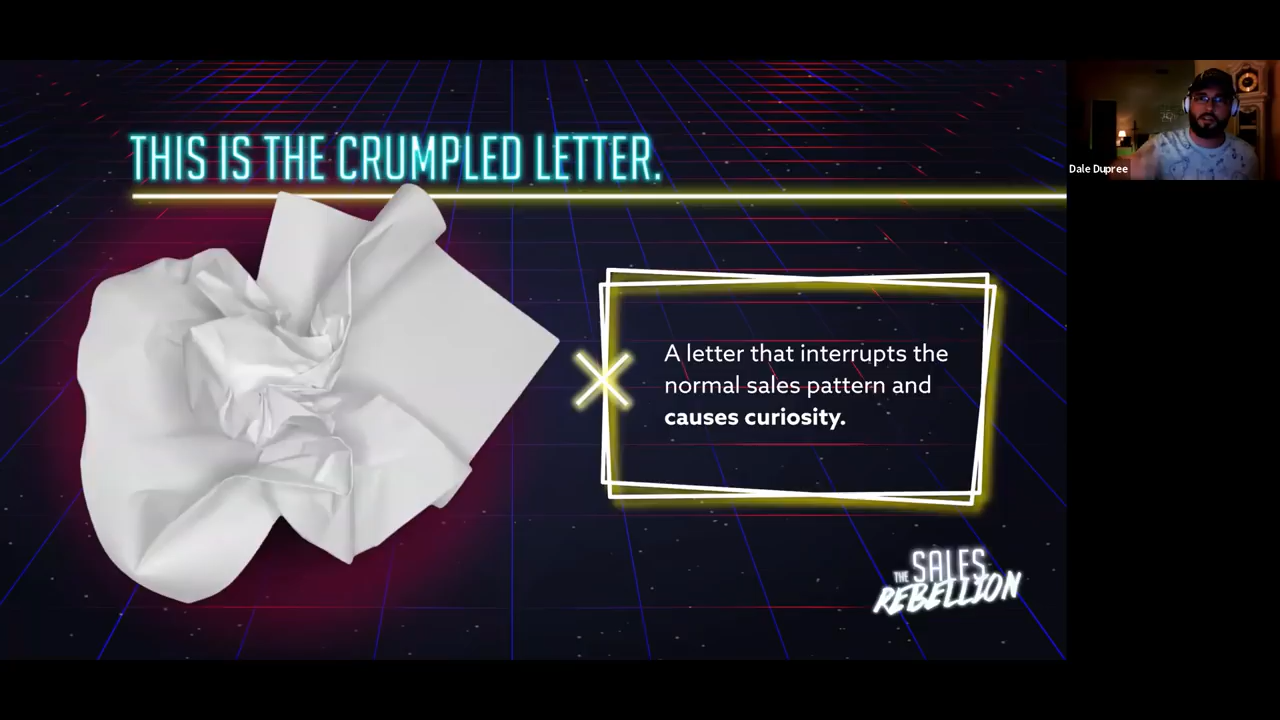 THIS IS THE CRUMPLED LETTER.
A letter that interrupts the
normal sales pattern and
causes curiosity.
THE SALES
REBELLION
Dale Dupree